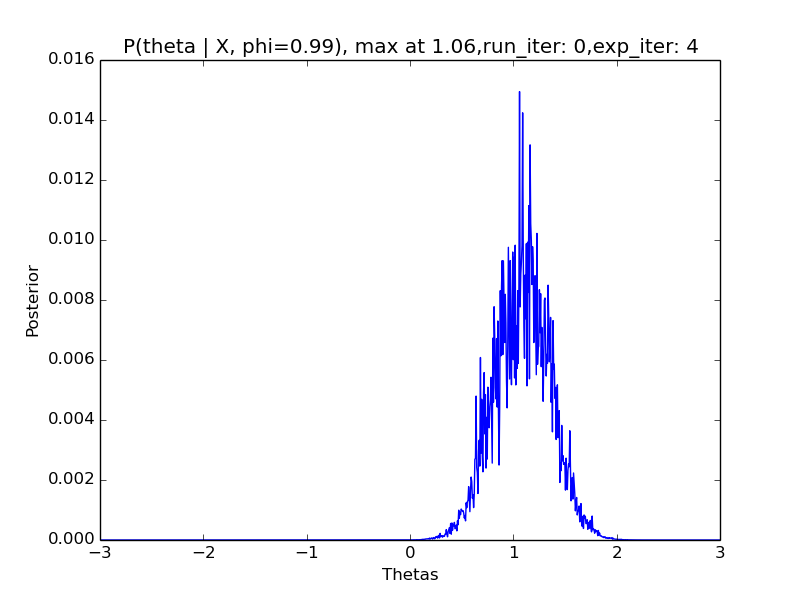 P(theta | X, phi=0.99), max at 1.06,run_iter: 0,exp_iter: 4
0.016
0.014
0.012
0.010
0.008
0.006
0.004
0.002
0.000
Posterior
−3 −2 −1 0 1 2 3
Thetas